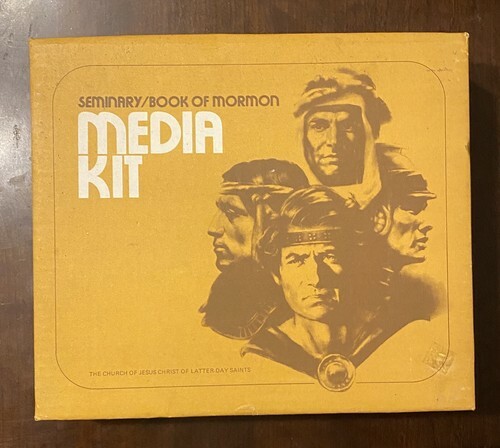 SEMINARY/BOOK OF MORMON
MEDIA
KIT
THE CHURCH OF JESUS CHRIST OF LATTER-DAY SAINTS